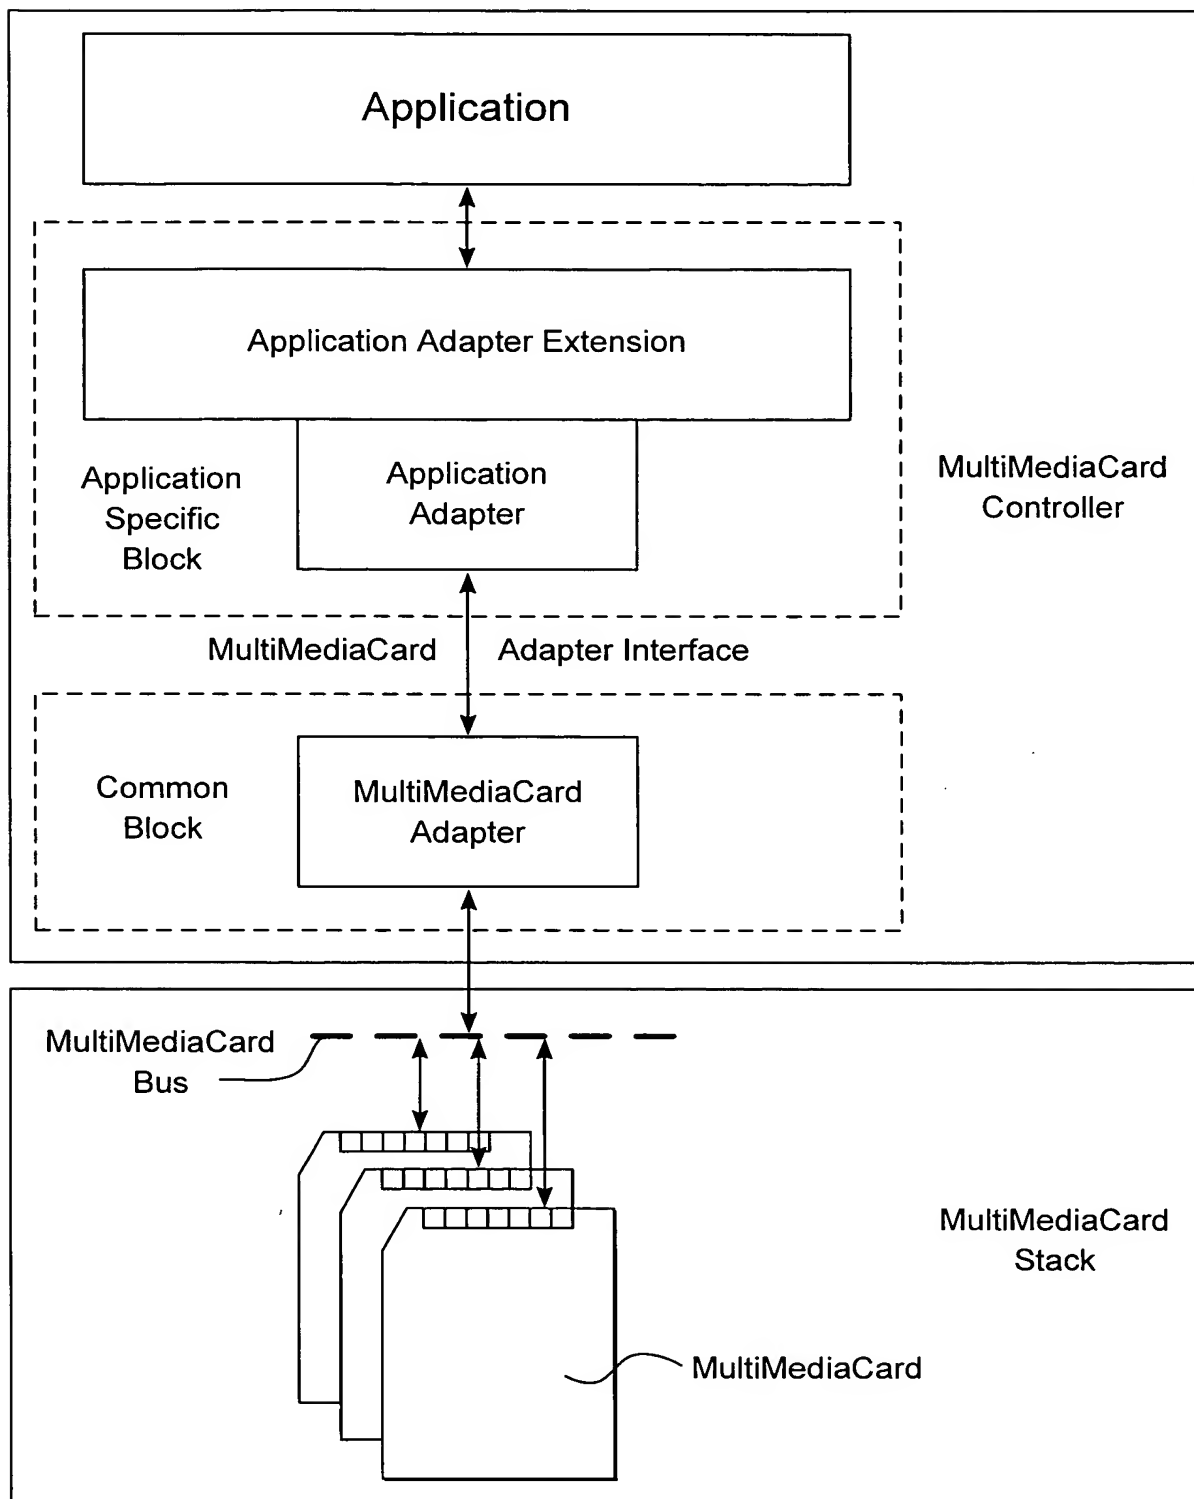 Application
Application Adapter Extension
Application
Adapter
Application
Specific
Block
MultiMediaCard
Controller
MultiMediaCard Adapter Interface
Common
Block
MultiMediaCard
Adapter
MultiMediaCard
Bus
MultiMediaCard
Stack
MultiMediaCard